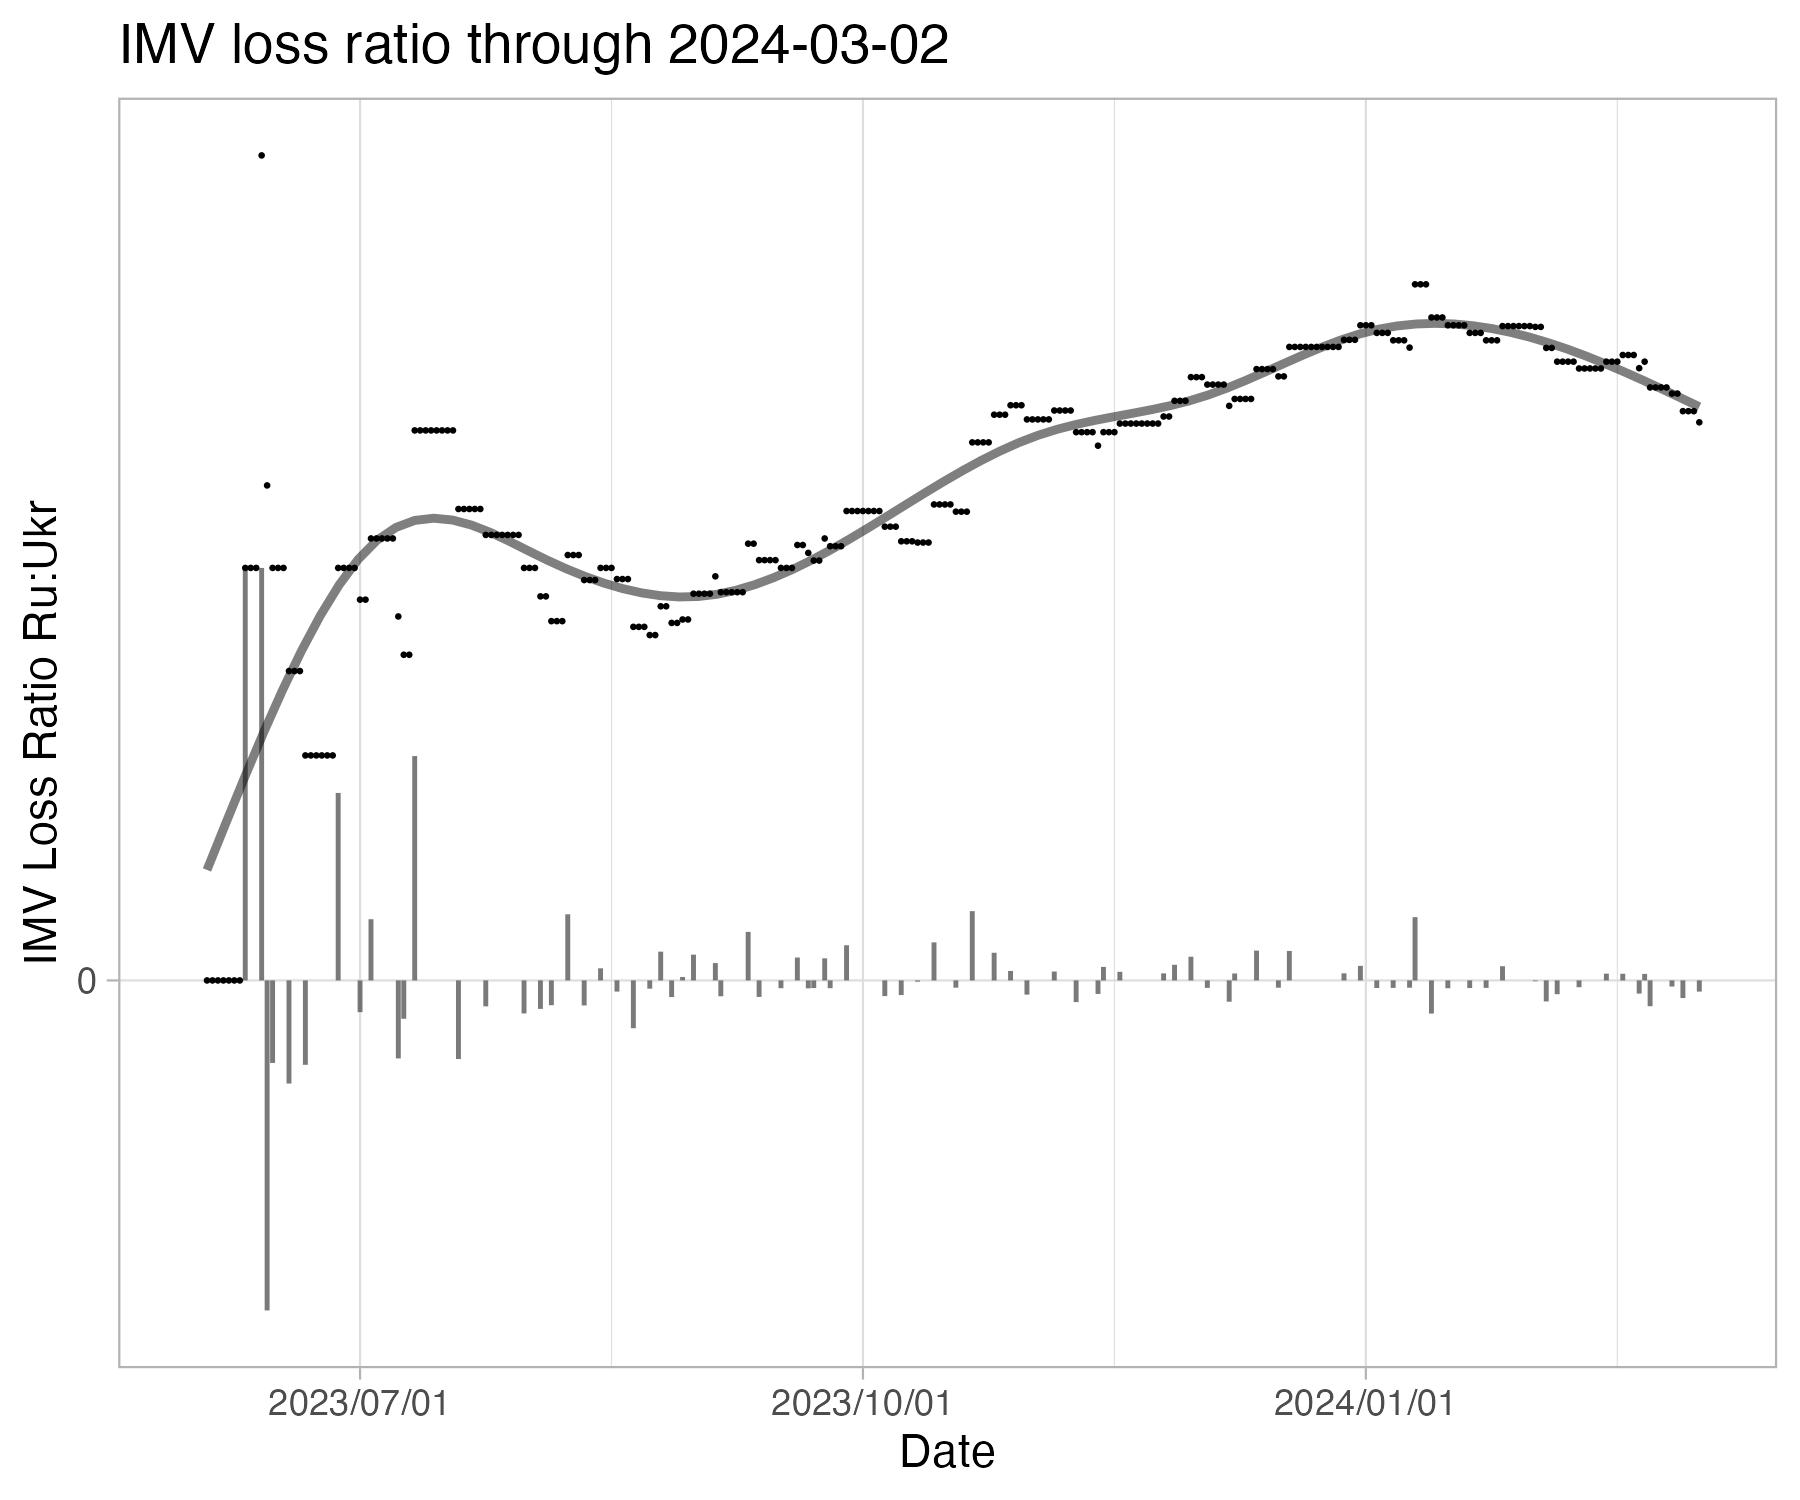 IMV loss ratio through 2024-03-02
IMV Loss Ratio Ru:Ukr
0
2023/07/01
2023/10/01
2024/01/01
Date